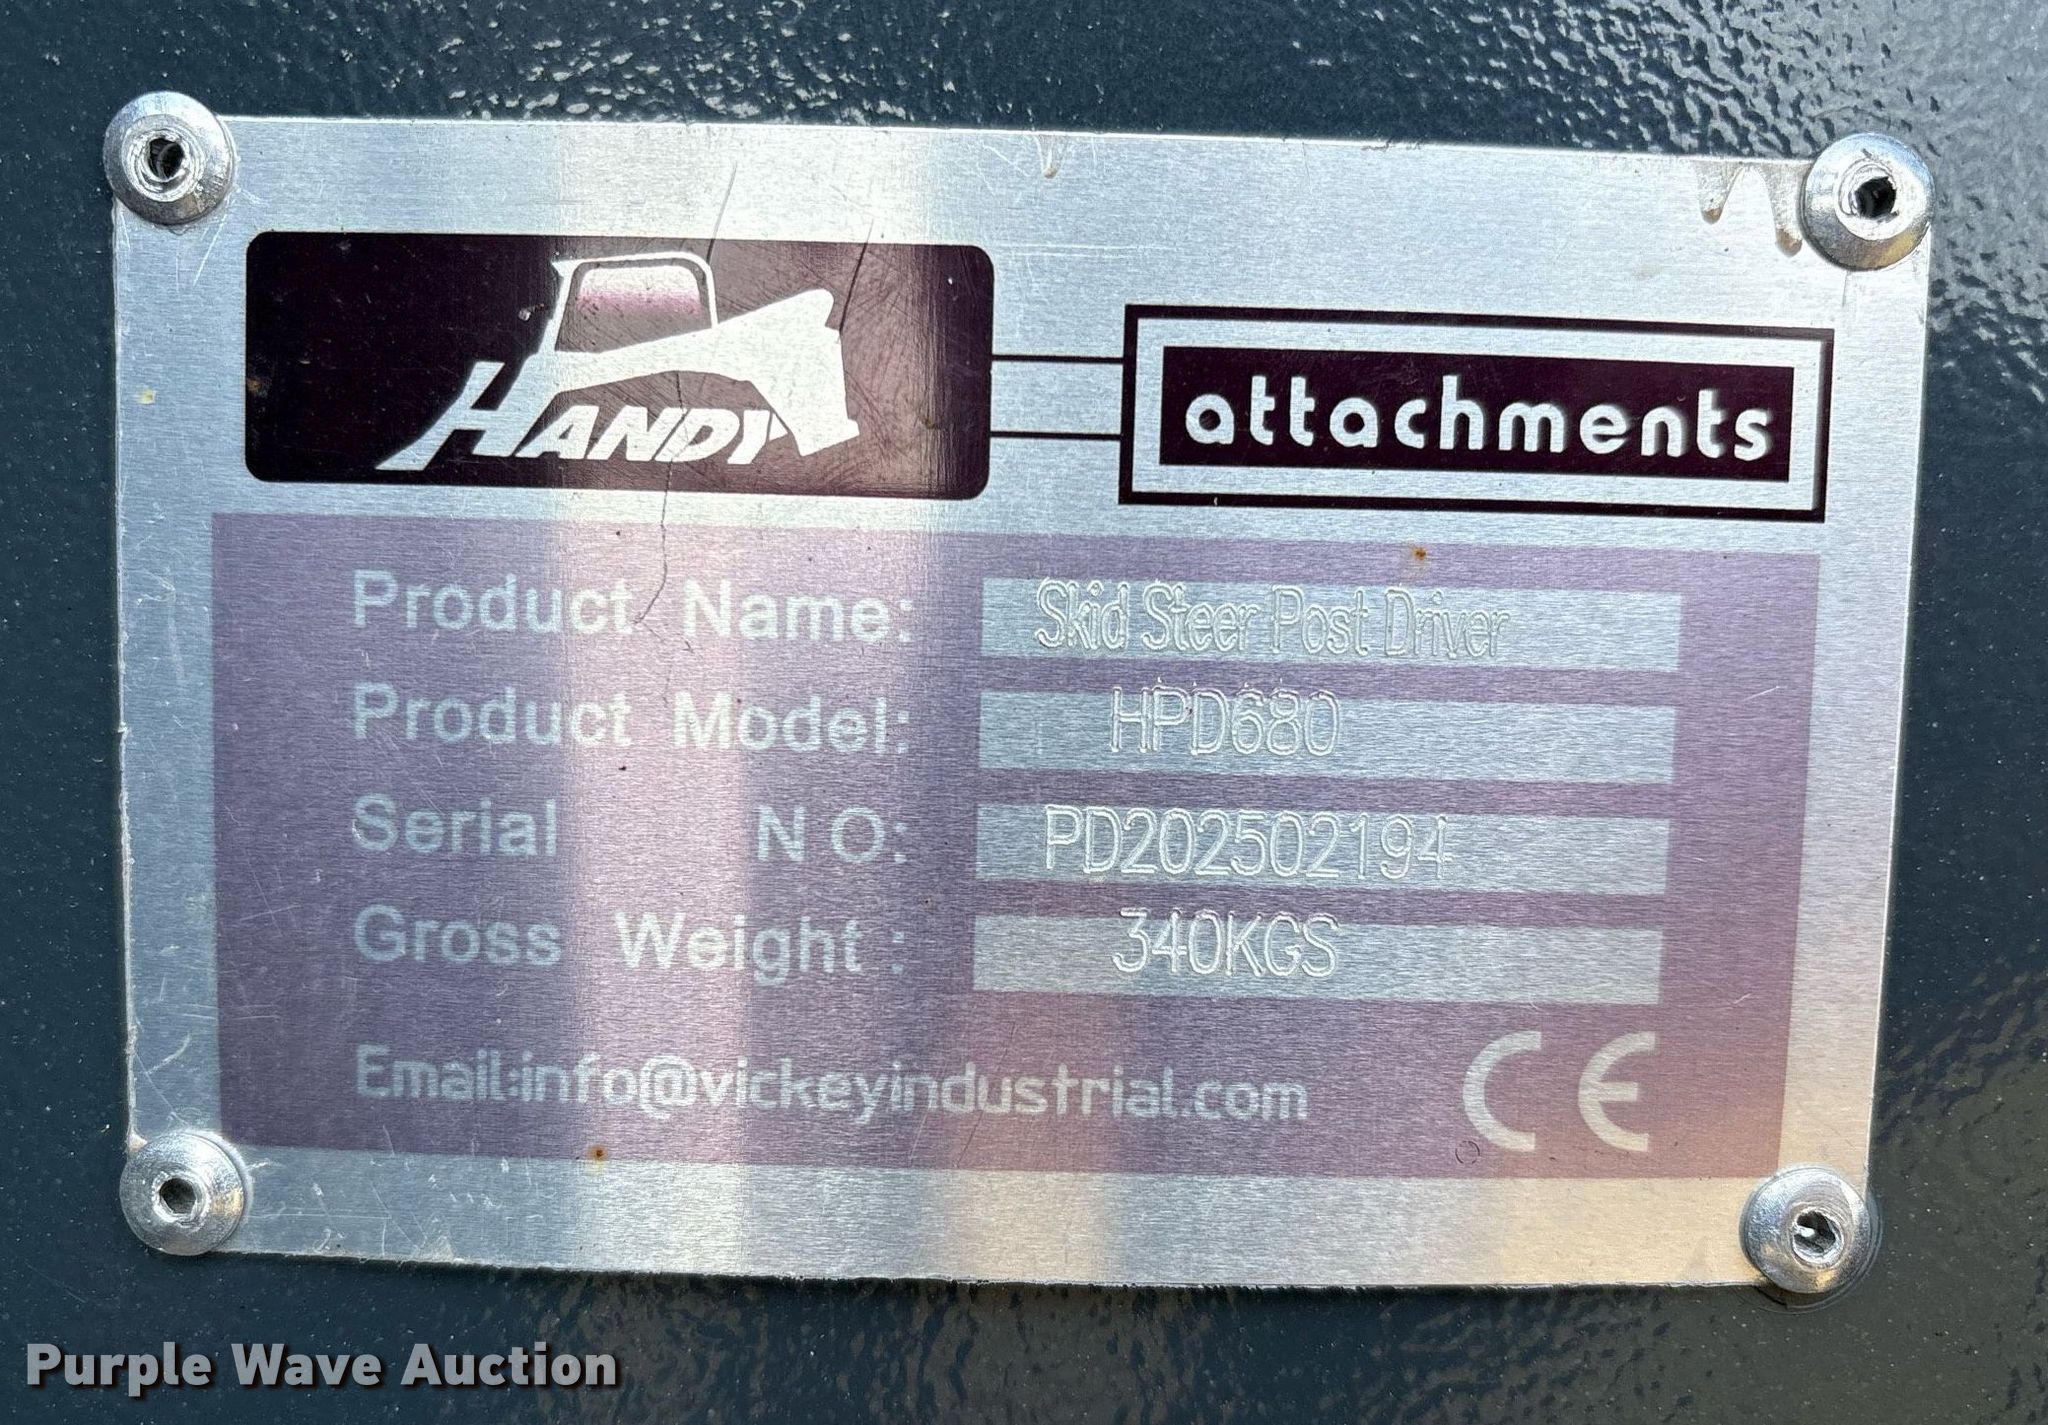 HANDY
attachments
Product Name: Skid Steer Post Driver
Product Model: HPD680
Serial NO: PD202502194
Gross Weight: 340KGS
Email:info@vickeyindustrial.com
CE
Purple Wave Auction